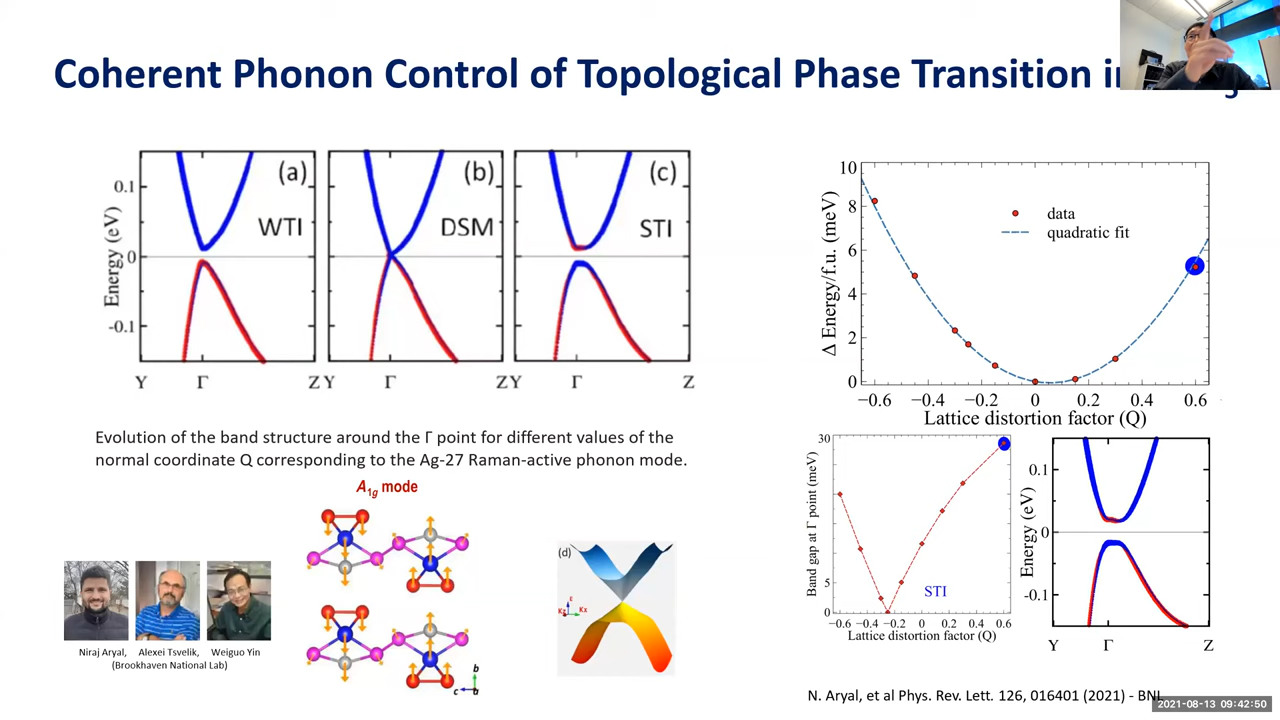 Coherent Phonon Control of Topological Phase Transition in
(a) (b) (c)
WTI DSM STI
0.1
0
-0.1
Energy (eV)
Y Γ Z Y Γ Z Y Γ Z
Evolution of the band structure around the Γ point for different values of the
normal coordinate Q corresponding to the Ag-27 Raman-active phonon mode.
A1g mode
b
c a
Niraj Aryal, Alexei Tsvelik, Weiguo Yin
(Brookhaven National Lab)
(d)
E
Kz Kx
10
8
6
4
2
0
Δ Energy/f.u. (meV)
data
quadratic fit
−0.6 −0.4 −0.2 0 0.2 0.4 0.6
Lattice distortion factor (Q)
30
5
0
Band gap at Γ point (meV)
STI
−0.6 −0.4 −0.2 0 0.2 0.4 0.6
Lattice distortion factor (Q)
0.1
0
-0.1
Energy (eV)
Y Γ Z
N. Aryal, et al Phys. Rev. Lett. 126, 016401 (2021) - BNL
2021-08-13 09:42:50